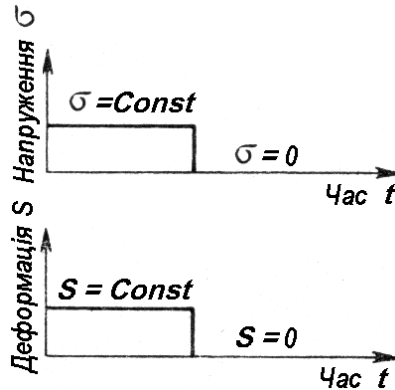 Напруження σ
σ = Const
σ = 0
Час t
Деформація S
S = Const
S = 0
Час t